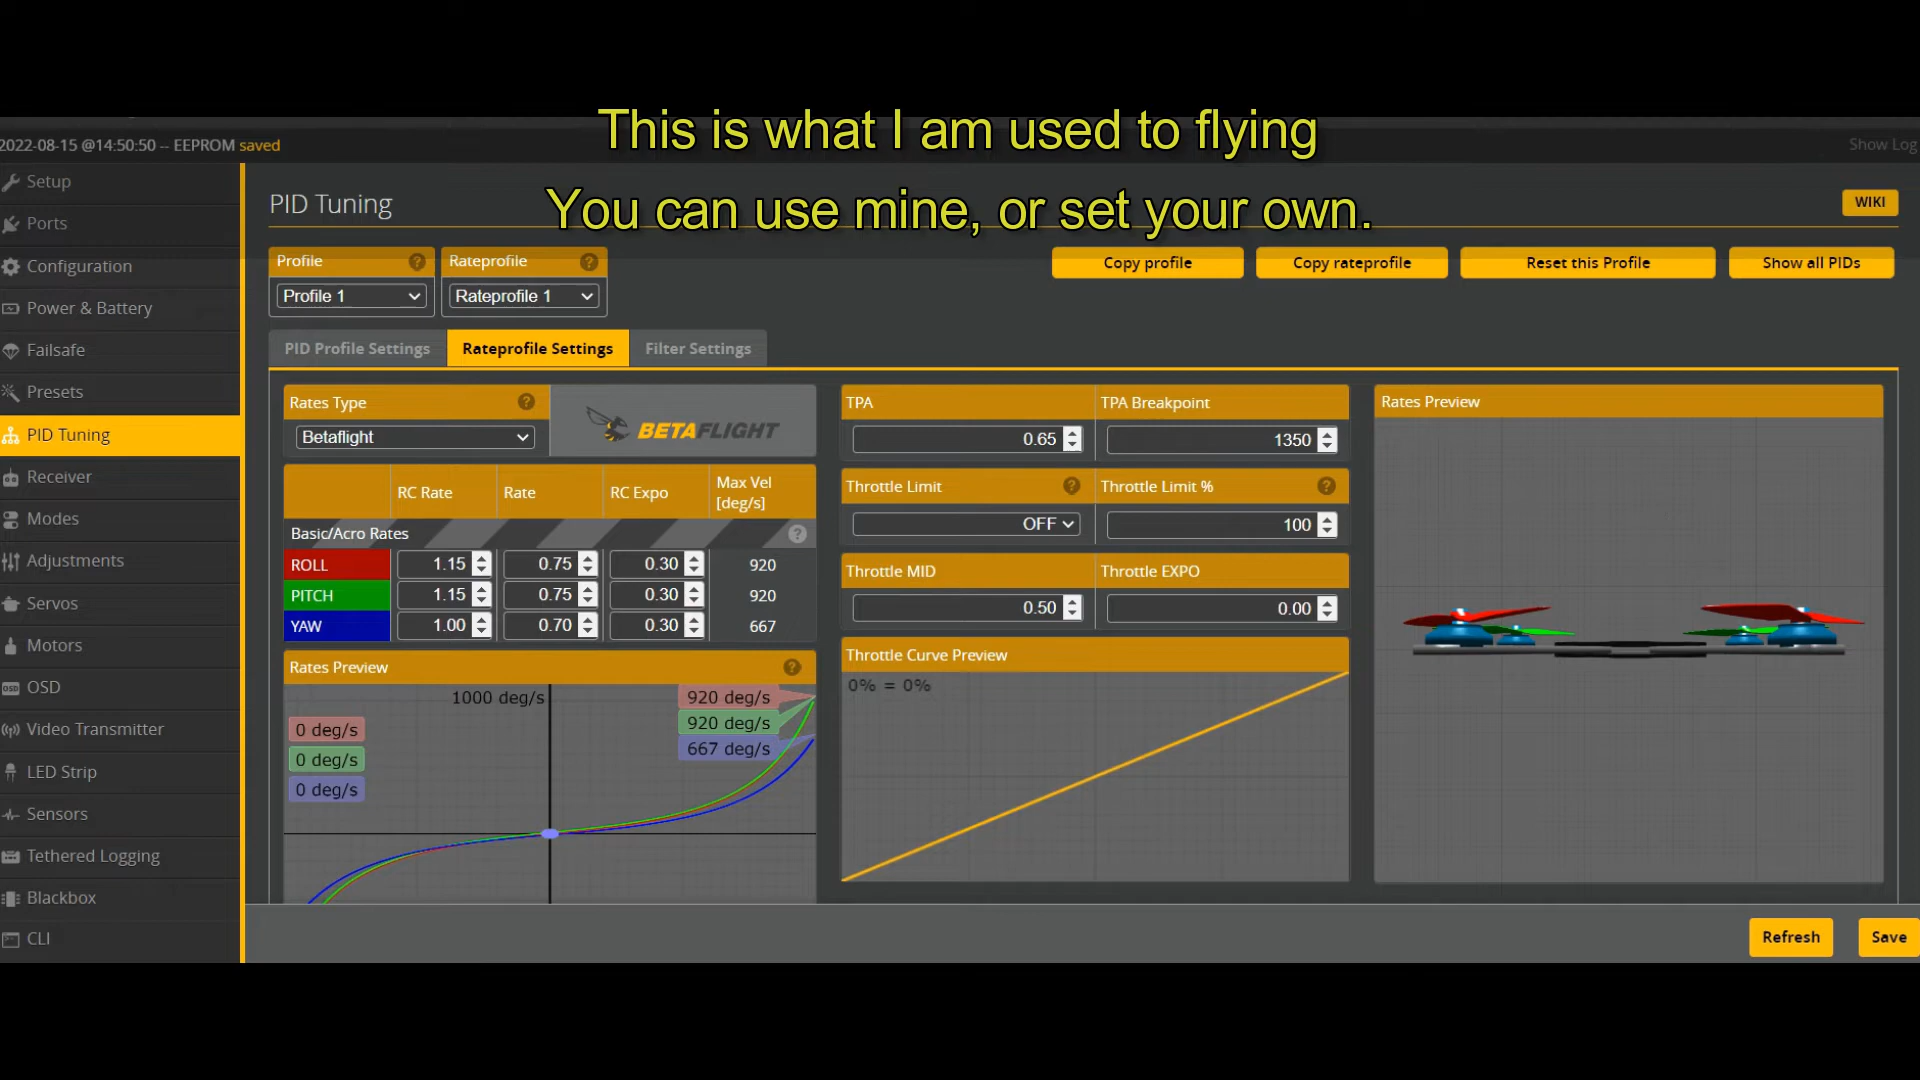 This is what I am used to flying
2022-08-15 @14:50:50 -- EEPROM saved
Show Log
You can use mine, or set your own.
Setup
Ports
Configuration
Power & Battery
Failsafe
Presets
PID Tuning
Receiver
Modes
Adjustments
Servos
Motors
OSD
Video Transmitter
LED Strip
Sensors
Tethered Logging
Blackbox
CLI
PID Tuning
WIKI
Profile ? Rateprofile ?
Profile 1 Rateprofile 1
Copy profile Copy rateprofile Reset this Profile Show all PIDs
PID Profile Settings Rateprofile Settings Filter Settings
Rates Type ?
Betaflight
BETAFLIGHT
RC Rate Rate RC Expo Max Vel
[deg/s]
Basic/Acro Rates ?
ROLL 1.15 0.75 0.30 920
PITCH 1.15 0.75 0.30 920
YAW 1.00 0.70 0.30 667
Rates Preview ?
1000 deg/s
920 deg/s
920 deg/s
667 deg/s
0 deg/s
0 deg/s
0 deg/s
TPA TPA Breakpoint
0.65 1350
Throttle Limit ? Throttle Limit % ?
OFF 100
Throttle MID Throttle EXPO
0.50 0.00
Throttle Curve Preview
0% = 0%
Rates Preview
Refresh Save